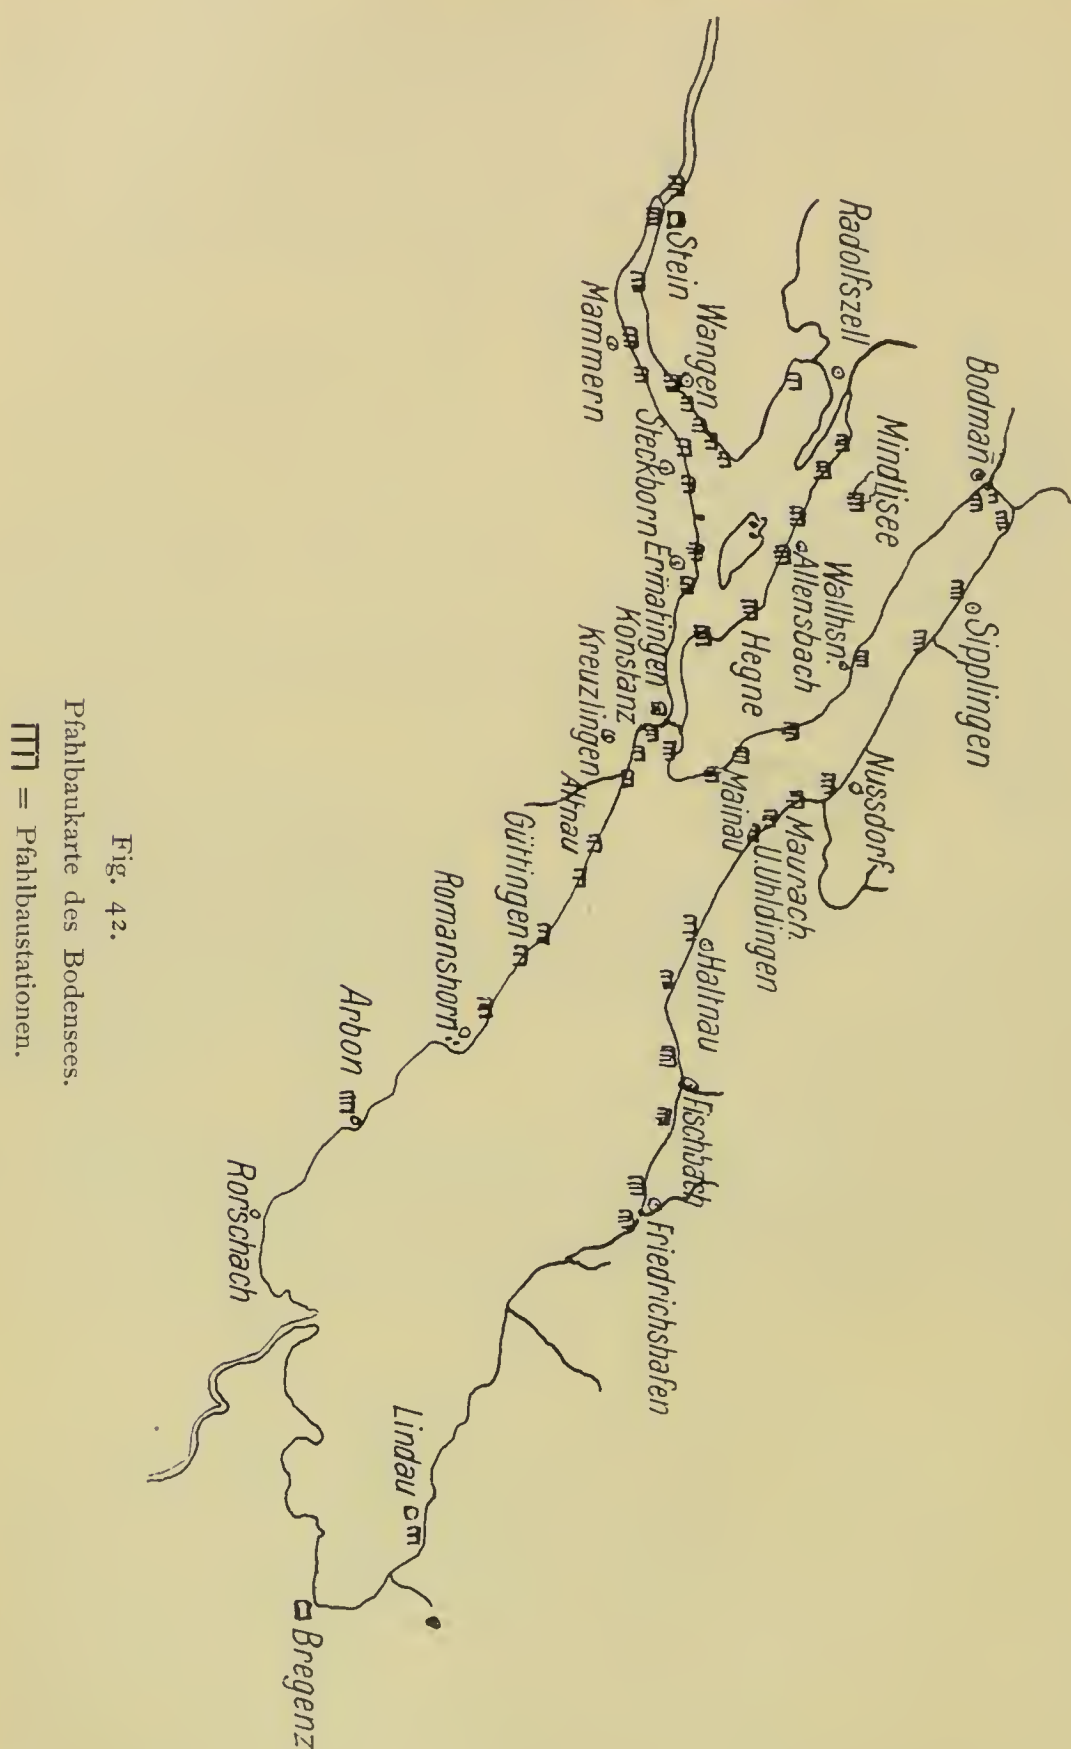 Radolfszell
Bodman̄
Mindlisee
Stein
Wangen
Mammern
Steckborn
Ermatingen
Allensbach
Wallhsn.
Sipplingen
Hegne
Konstanz
Kreuzlingen
Nussdorf
Mainau
Maurach.
U.Uhldingen
Altnau
Güttingen
Haltnau
Romanshorn
Arbon
Fischbach
Friedrichshafen
Rorschach
Lindau
Bregenz
Fig. 42.
Pfahlbaukarte des Bodensees.
= Pfahlbaustationen.